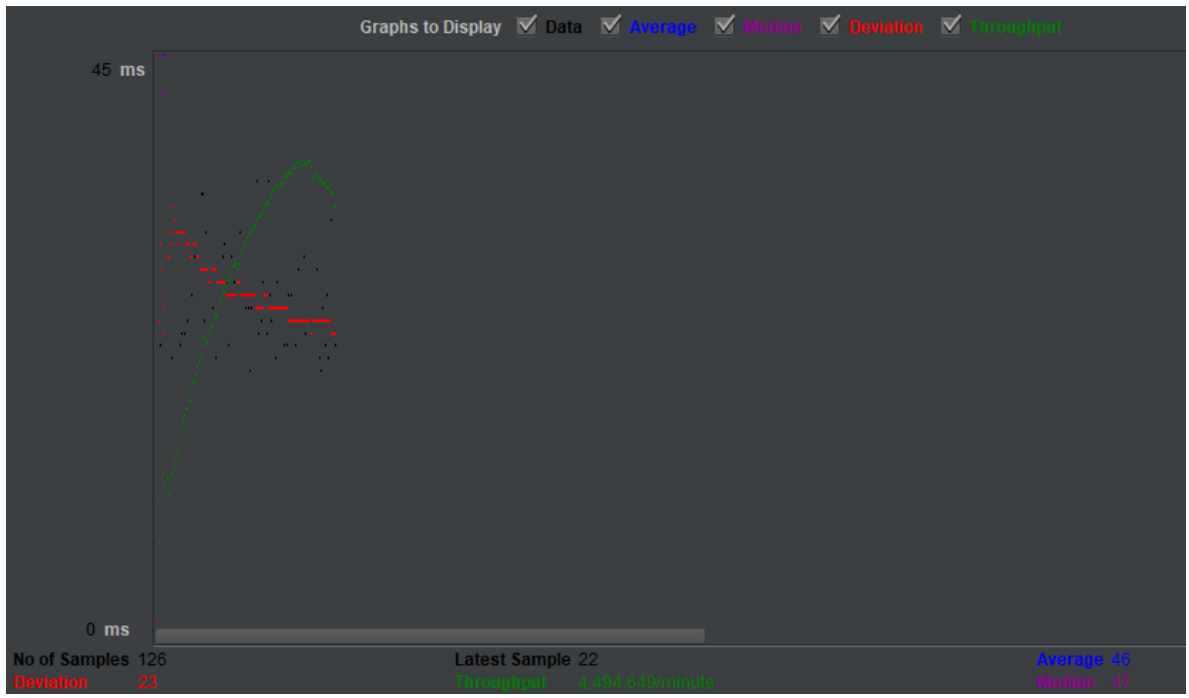 Graphs to Display Data Average Median Deviation Throughput
45 ms
0 ms
No of Samples 126 Latest Sample 22 Average 46
Deviation 23 Throughput 4,494.649/minute Median 47